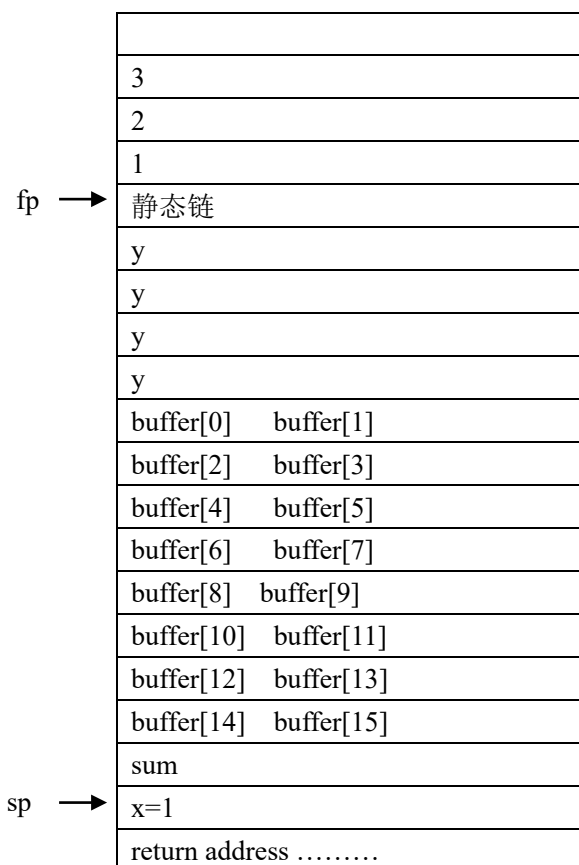 3
2
1
fp 静态链
y
y
y
y
buffer[0] buffer[1]
buffer[2] buffer[3]
buffer[4] buffer[5]
buffer[6] buffer[7]
buffer[8] buffer[9]
buffer[10] buffer[11]
buffer[12] buffer[13]
buffer[14] buffer[15]
sum
sp x=1
return address ………